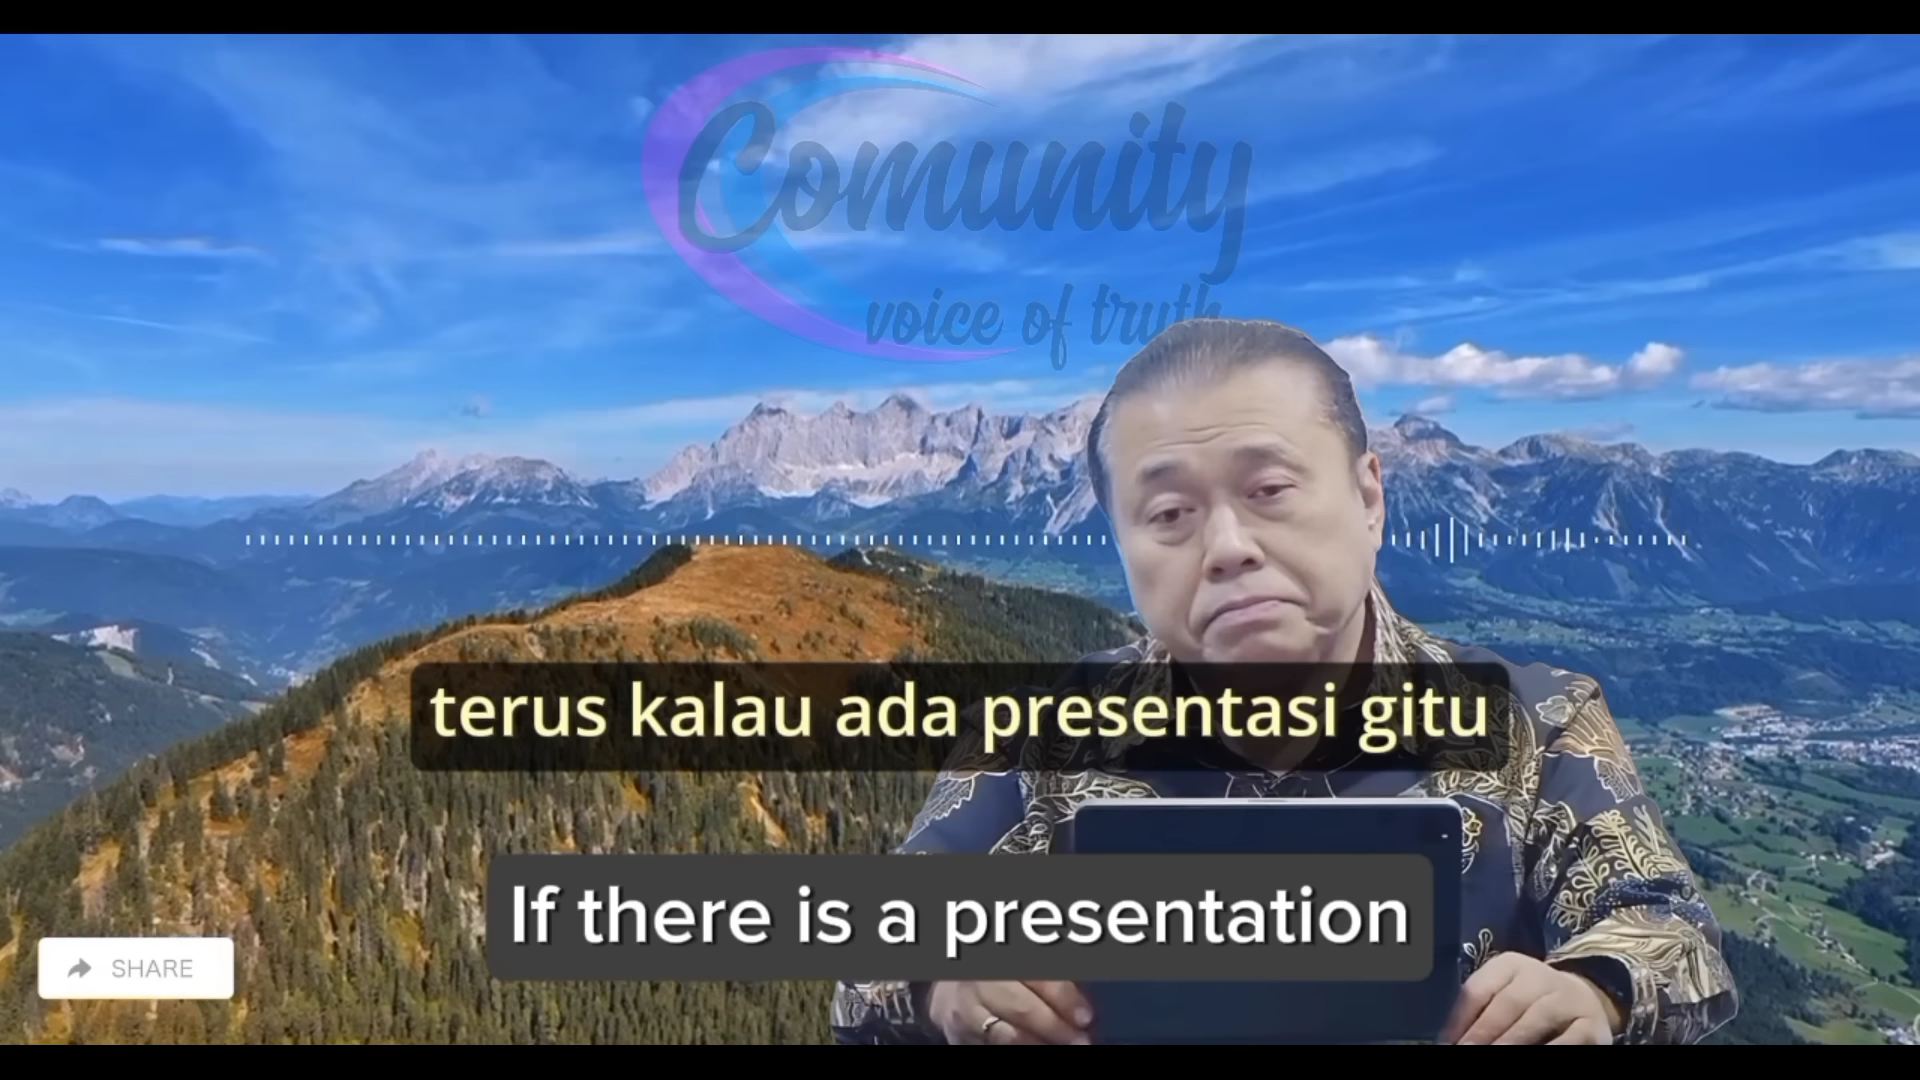 Comunity
voice of truth
terus kalau ada presentasi gitu
If there is a presentation
SHARE